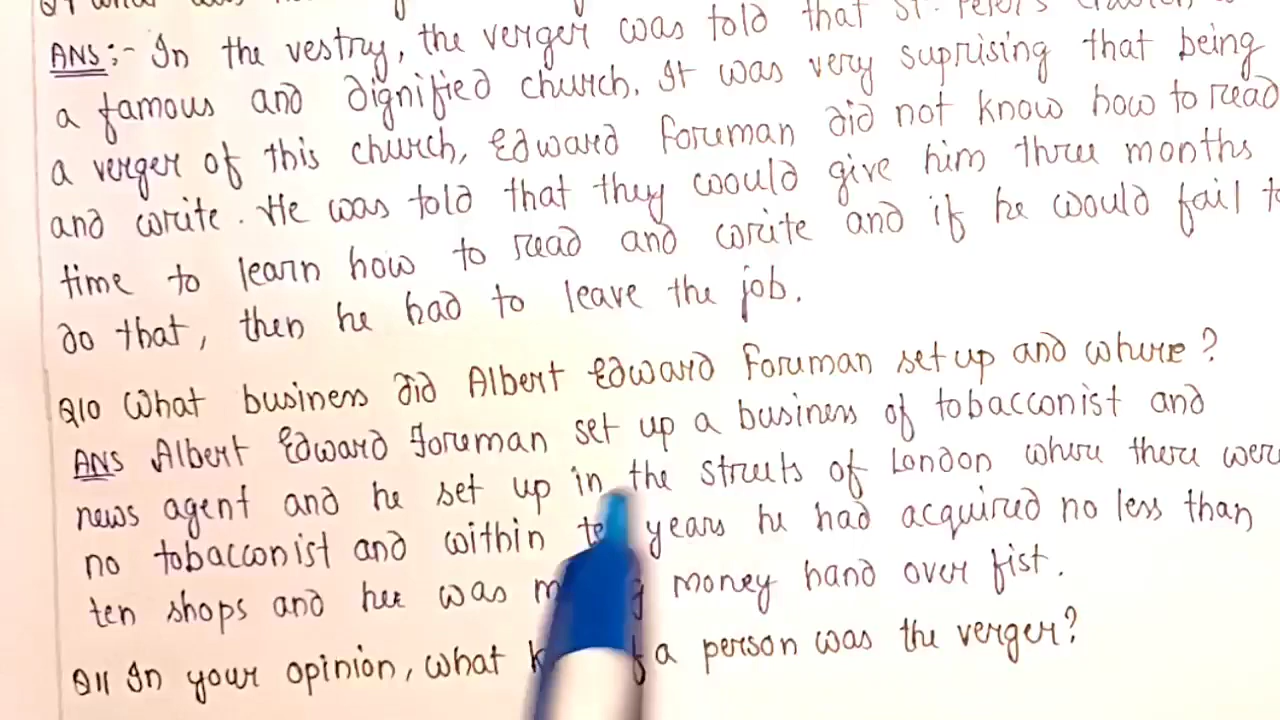 what was
ANS:- In the vestry, the verger was told that St. Peter's
a famous and dignified church. It was very suprising that being
a verger of this church, Edward Foreman did not know how to read
and write. He was told that they would give him three months
time to learn how to read and write and if he would fail to
do that, then he had to leave the job.
Q10 What business did Albert Edward Foreman set up and where?
ANS Albert Edward Foreman set up a business of tobacconist and
news agent and he set up in the streets of London where there were
no tobacconist and within years he had acquired no less than
ten shops and he was money hand over fist.
Q11 In your opinion, what a person was the verger?